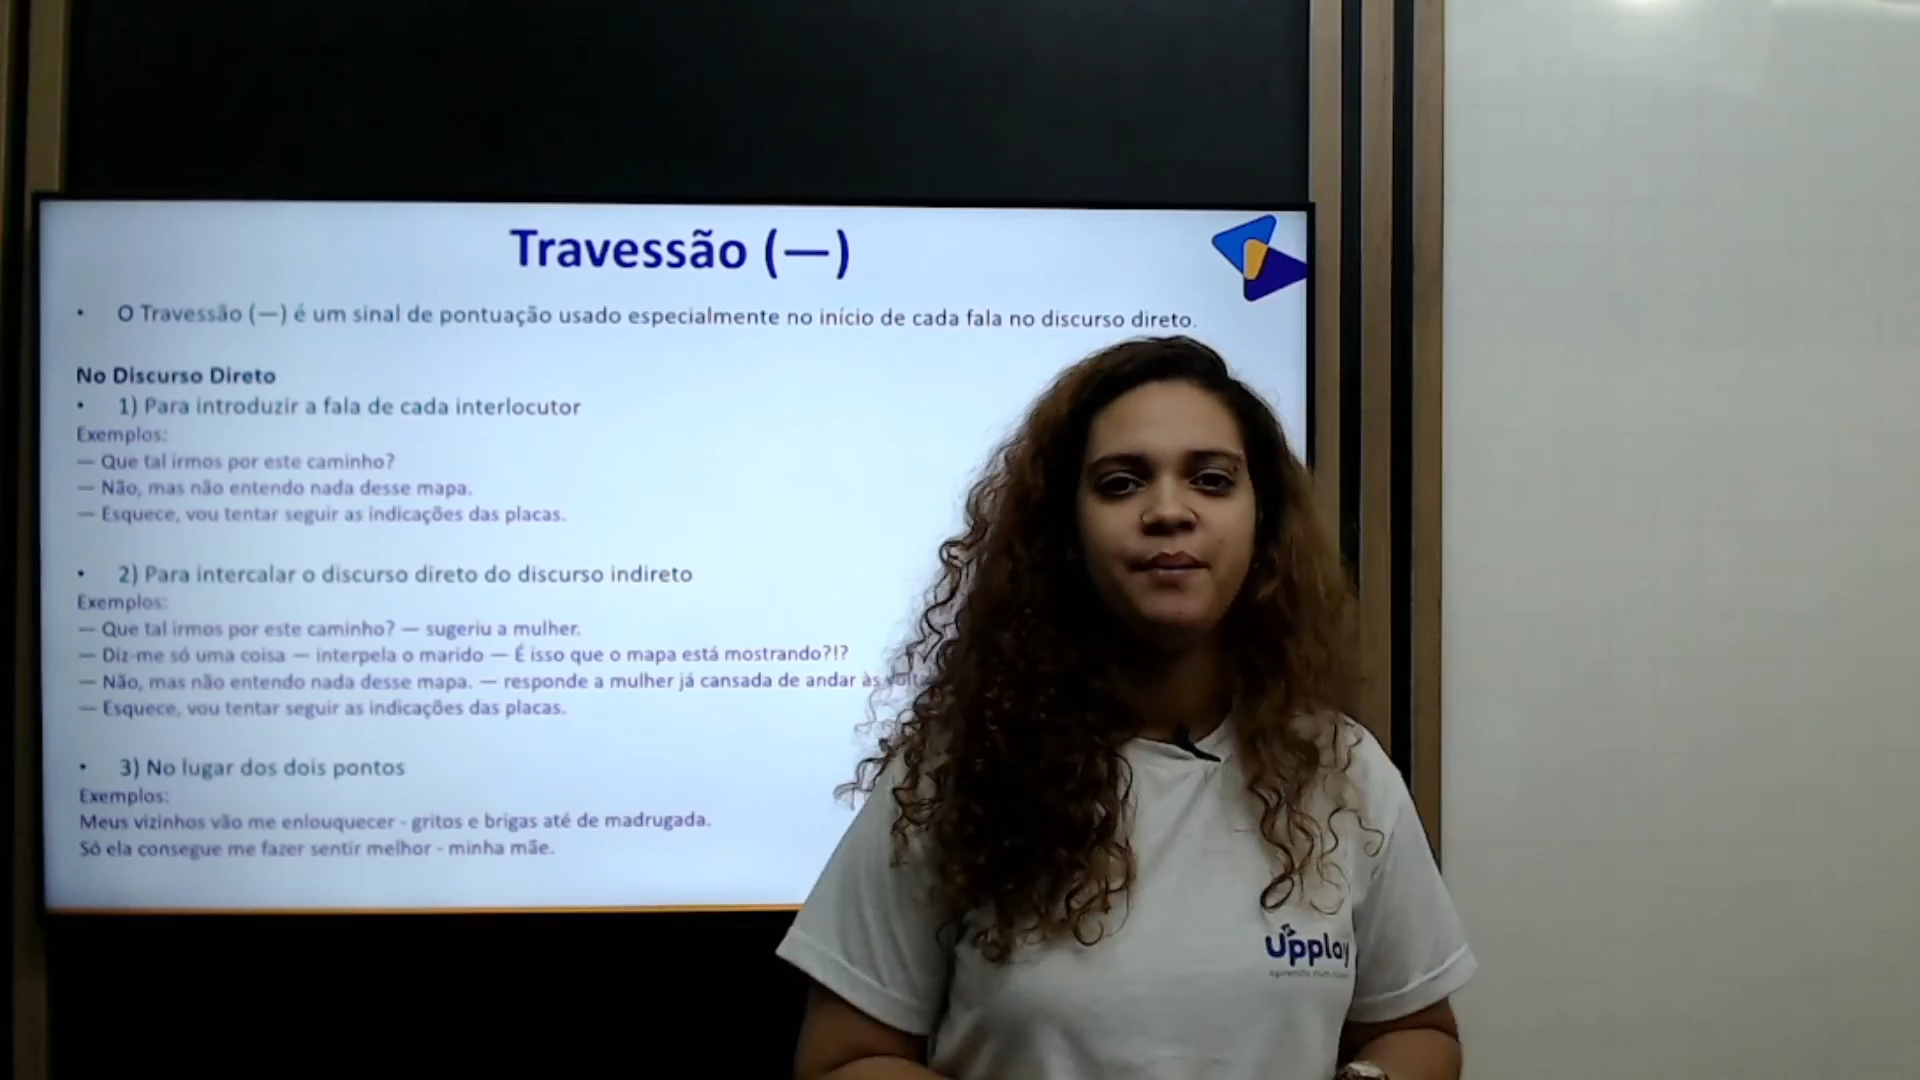 Travessão (—)
• O Travessão (—) é um sinal de pontuação usado especialmente no início de cada fala no discurso direto.
No Discurso Direto
• 1) Para introduzir a fala de cada interlocutor
Exemplos:
— Que tal irmos por este caminho?
— Não, mas não entendo nada desse mapa.
— Esquece, vou tentar seguir as indicações das placas.
• 2) Para intercalar o discurso direto do discurso indireto
Exemplos:
— Que tal irmos por este caminho? — sugeriu a mulher.
— Diz-me só uma coisa — interpela o marido — É isso que o mapa está mostrando?!?
— Não, mas não entendo nada desse mapa. — responde a mulher já cansada de andar às
— Esquece, vou tentar seguir as indicações das placas.
• 3) No lugar dos dois pontos
Exemplos:
Meus vizinhos vão me enlouquecer - gritos e brigas até de madrugada.
Só ela consegue me fazer sentir melhor - minha mãe.
Upplay